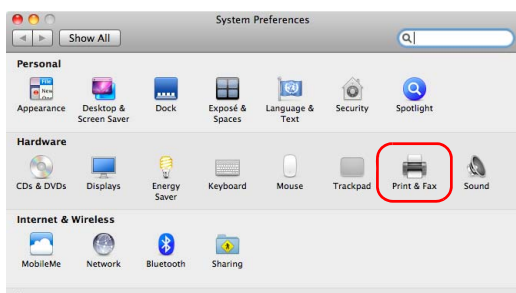 System Preferences
Show All
Personal
Appearance Desktop & Screen Saver Dock Exposé & Spaces Language & Text Security Spotlight
Hardware
CDs & DVDs Displays Energy Saver Keyboard Mouse Trackpad Print & Fax Sound
Internet & Wireless
MobileMe Network Bluetooth Sharing